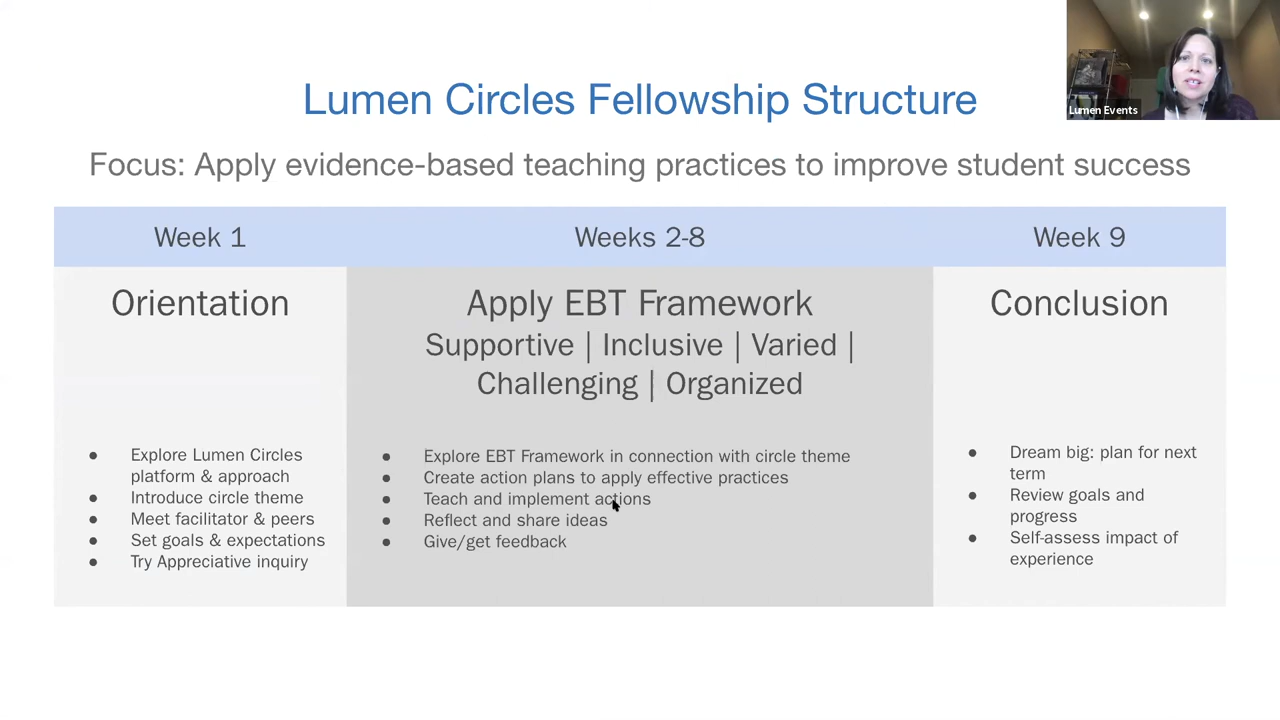 Lumen Circles Fellowship Structure
Lumen Events
Focus: Apply evidence-based teaching practices to improve student success
Week 1
Weeks 2-8
Week 9
Orientation
Explore Lumen Circles
platform & approach
Introduce circle theme
Meet facilitator & peers
Set goals & expectations
Try Appreciative inquiry
Apply EBT Framework
Supportive | Inclusive | Varied |
Challenging | Organized
Explore EBT Framework in connection with circle theme
Create action plans to apply effective practices
Teach and implement actions
Reflect and share ideas
Give/get feedback
Conclusion
Dream big: plan for next
term
Review goals and
progress
Self-assess impact of
experience